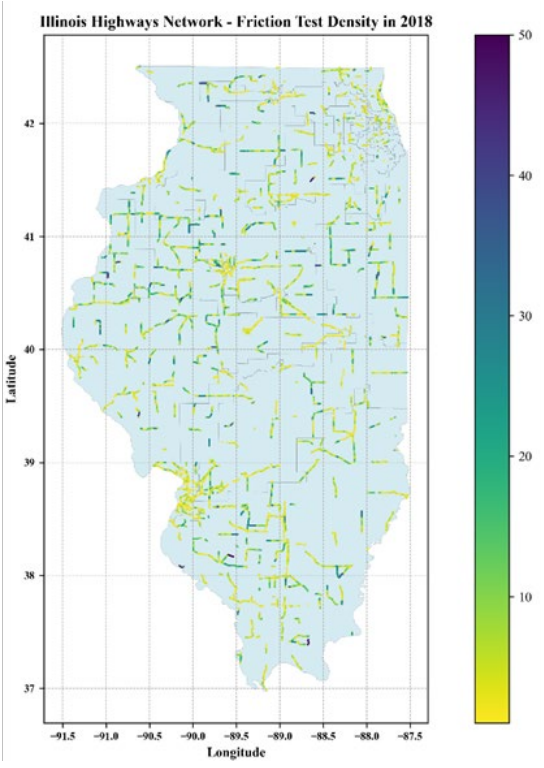 Illinois Highways Network - Friction Test Density in 2018
50
42
40
41
30
Latitude
40
20
39
38
10
37
−91.5 −91.0 −90.5 −90.0 −89.5 −89.0 −88.5 −88.0 −87.5
Longitude